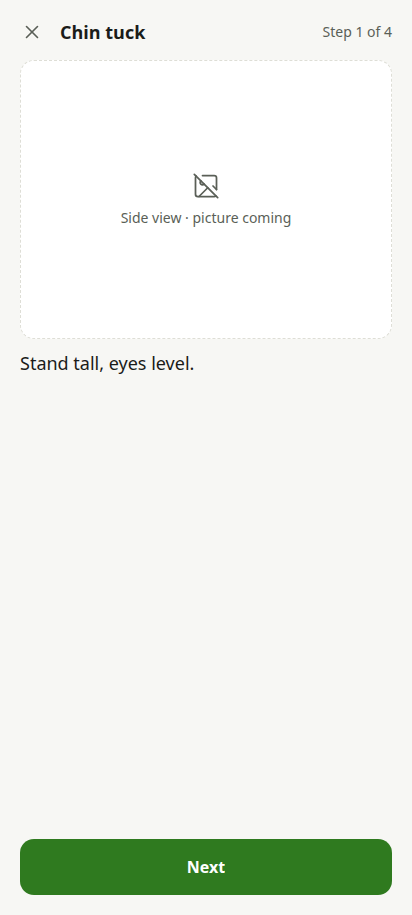 Chin tuck
Step 1 of 4
Side view · picture coming
Stand tall, eyes level.
Next